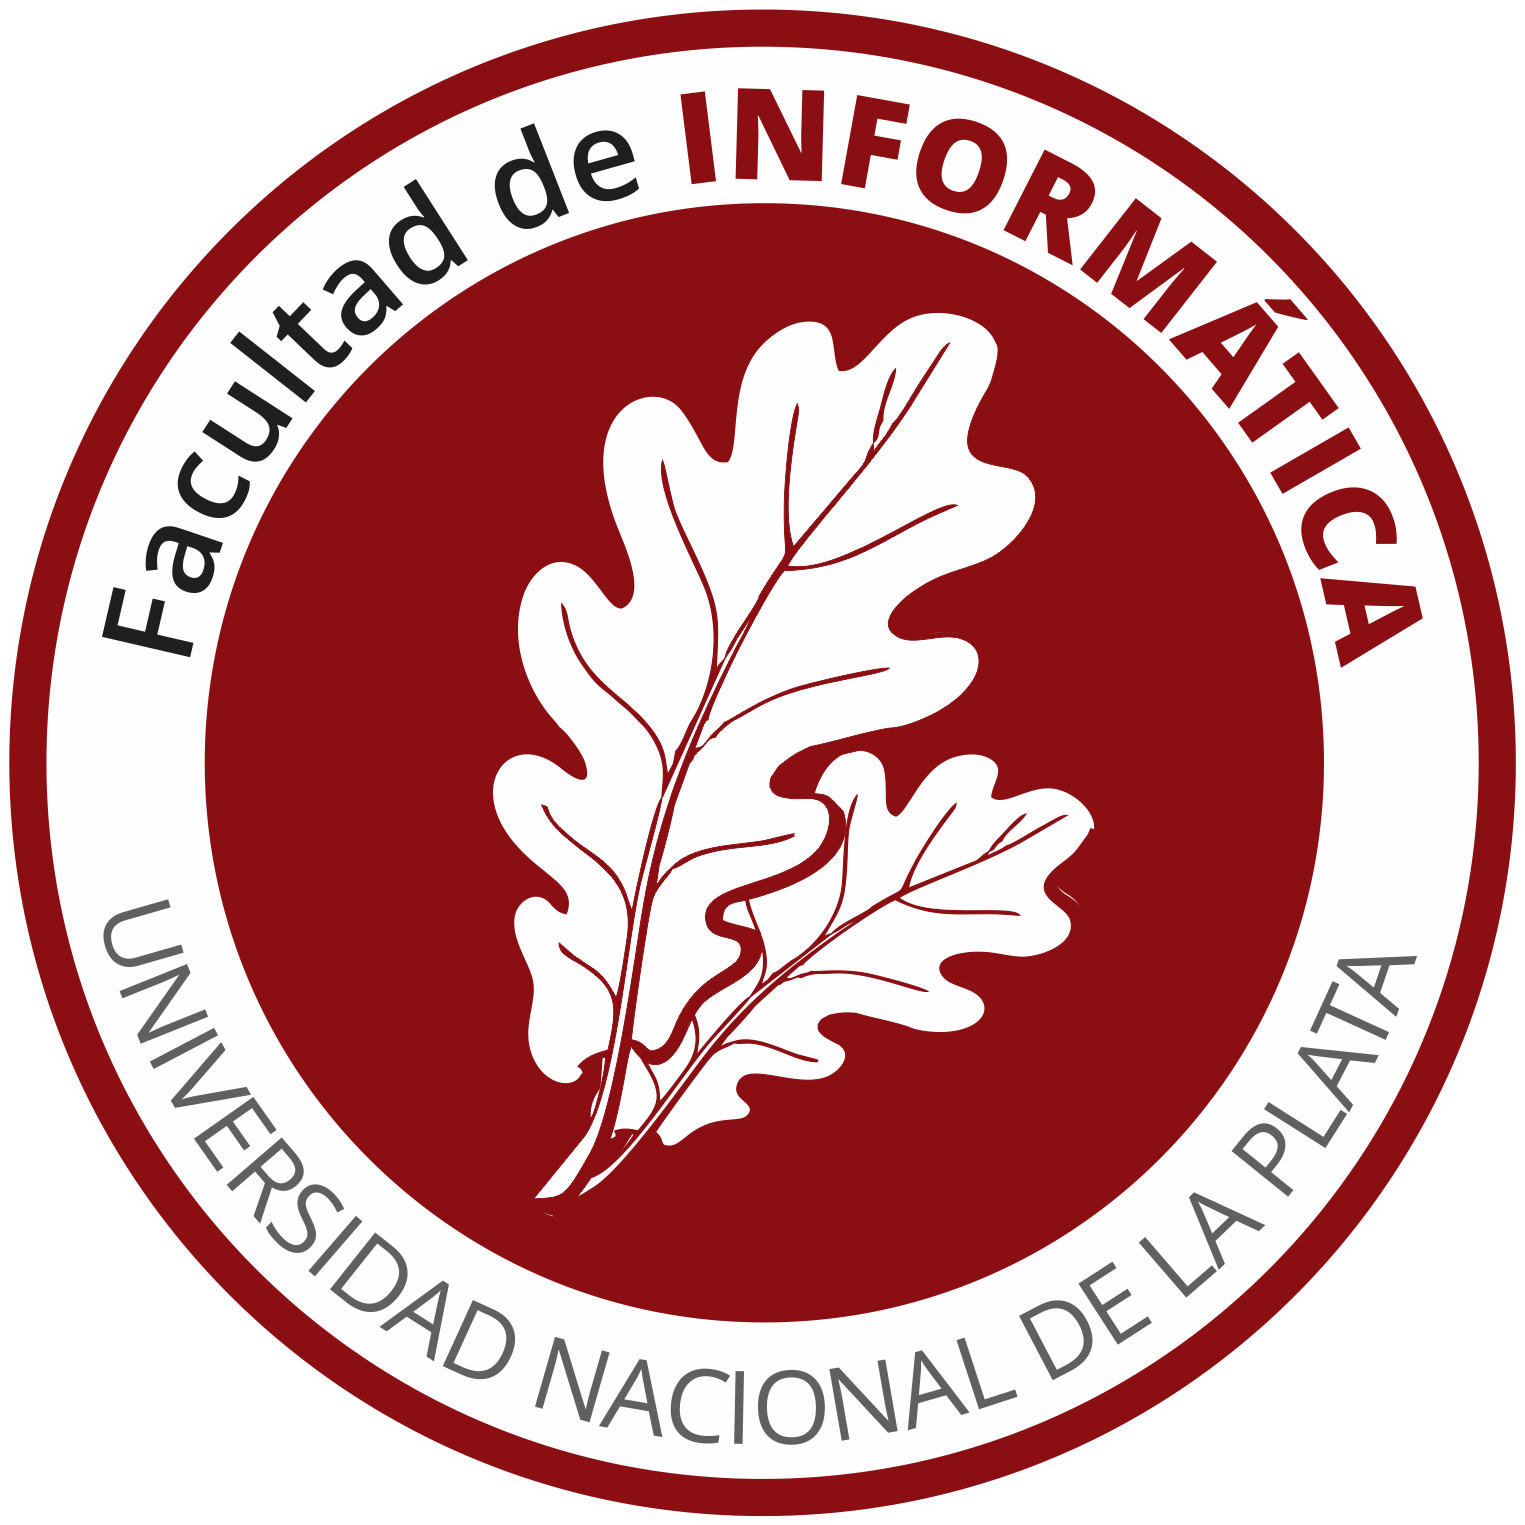 Facultad de INFORMÁTICA
UNIVERSIDAD NACIONAL DE LA PLATA